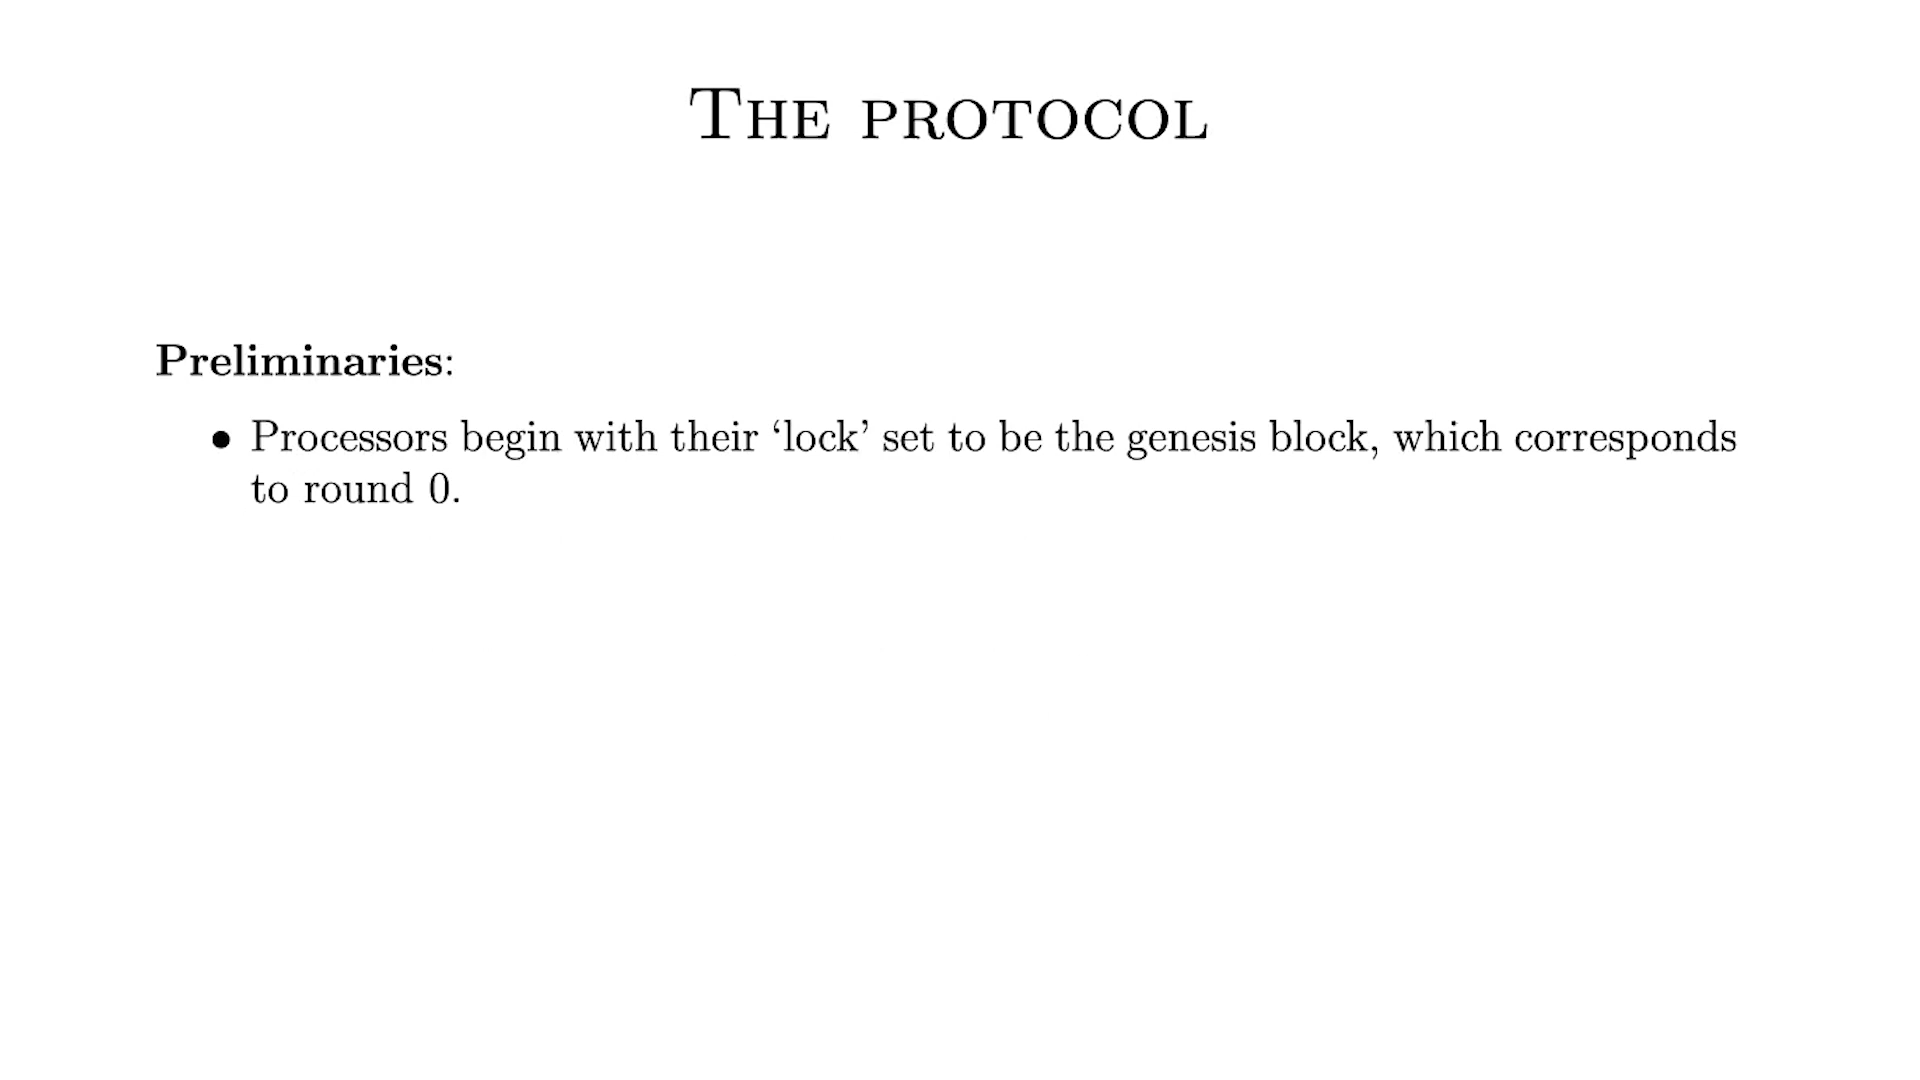 The protocol
Preliminaries:
• Processors begin with their ‘lock’ set to be the genesis block, which corresponds
to round 0.